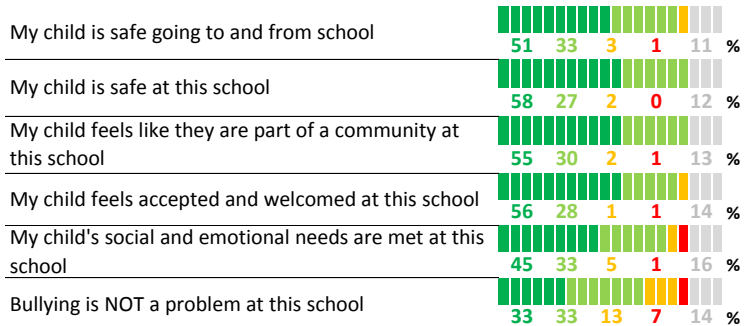 My child is safe going to and from school
51 33 3 1 11 %
My child is safe at this school
58 27 2 0 12 %
My child feels like they are part of a community at
this school
55 30 2 1 13 %
My child feels accepted and welcomed at this school
56 28 1 1 14 %
My child's social and emotional needs are met at this
school
45 33 5 1 16 %
Bullying is NOT a problem at this school
33 33 13 7 14 %